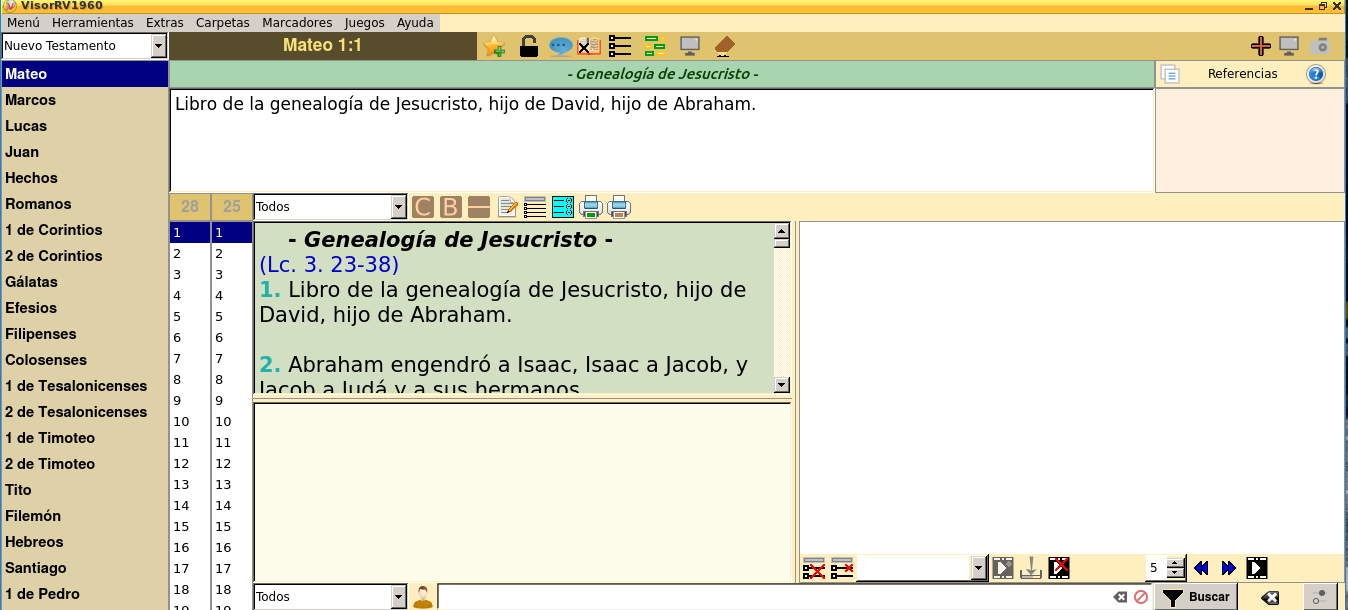 VisorRV1960
Menú Herramientas Extras Carpetas Marcadores Juegos Ayuda
Nuevo Testamento
Mateo 1:1
Mateo
Marcos
Lucas
Juan
Hechos
Romanos
1 de Corintios
2 de Corintios
Gálatas
Efesios
Filipenses
Colosenses
1 de Tesalonicenses
2 de Tesalonicenses
1 de Timoteo
2 de Timoteo
Tito
Filemón
Hebreos
Santiago
1 de Pedro
- Genealogía de Jesucristo -
Referencias ?
Libro de la genealogía de Jesucristo, hijo de David, hijo de Abraham.
28 25
Todos
C B
1 1
2 2
3 3
4 4
5 5
6 6
7 7
8 8
9 9
10 10
11 11
12 12
13 13
14 14
15 15
16 16
17 17
18 18
19 19
- Genealogía de Jesucristo -
(Lc. 3. 23-38)
1. Libro de la genealogía de Jesucristo, hijo de
David, hijo de Abraham.
2. Abraham engendró a Isaac, Isaac a Jacob, y
Jacob a Judá y a sus hermanos.
5
Todos
Buscar